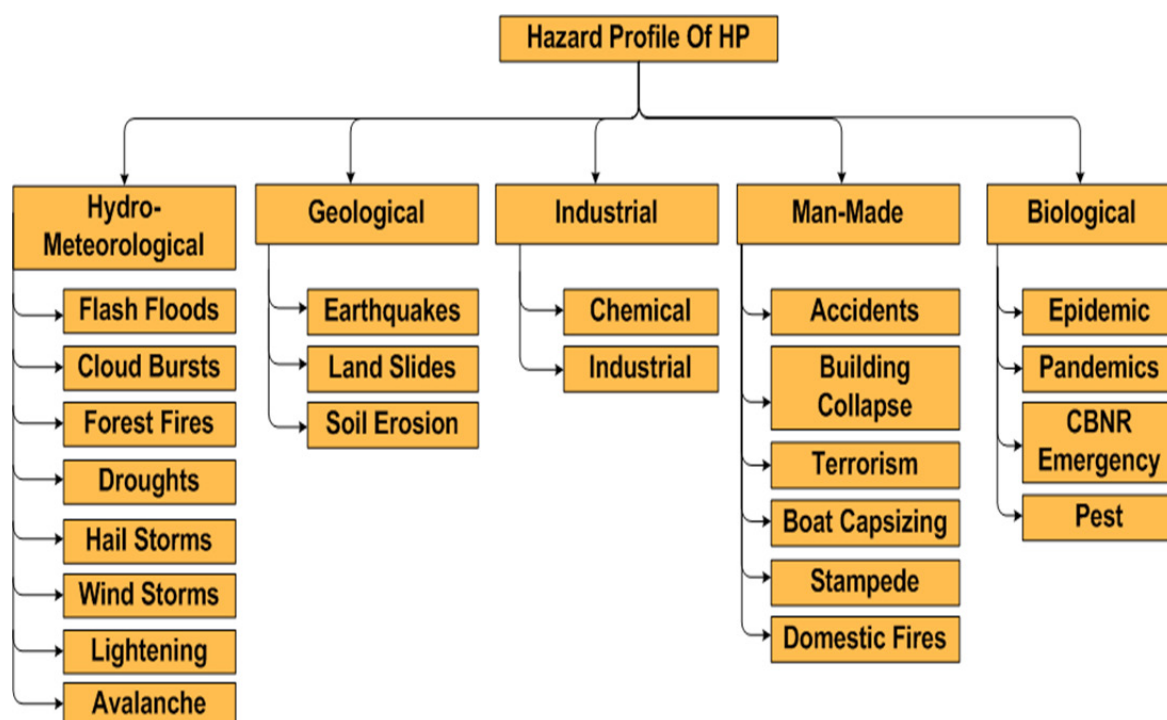 Hazard Profile Of HP
Hydro-
Meteorological
Flash Floods
Cloud Bursts
Forest Fires
Droughts
Hail Storms
Wind Storms
Lightening
Avalanche
Geological
Earthquakes
Land Slides
Soil Erosion
Industrial
Chemical
Industrial
Man-Made
Accidents
Building
Collapse
Terrorism
Boat Capsizing
Stampede
Domestic Fires
Biological
Epidemic
Pandemics
CBNR
Emergency
Pest